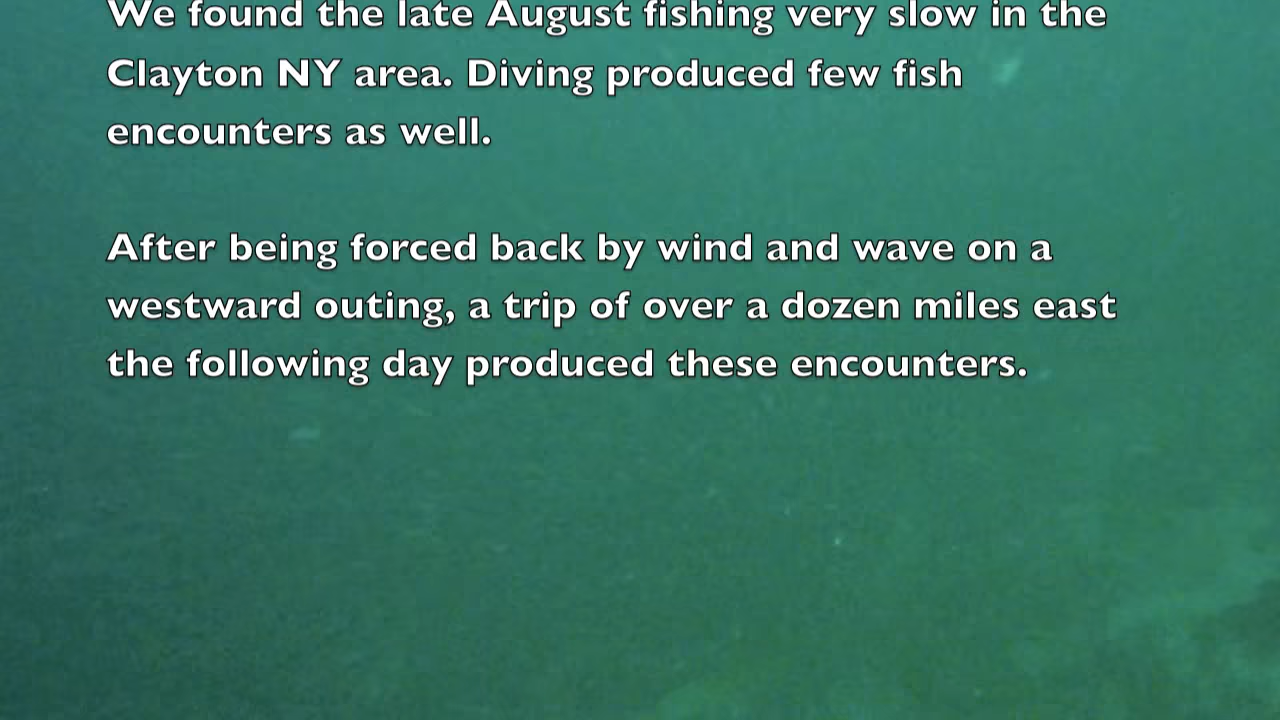 We found the late August fishing very slow in the
Clayton NY area. Diving produced few fish
encounters as well.
After being forced back by wind and wave on a
westward outing, a trip of over a dozen miles east
the following day produced these encounters.